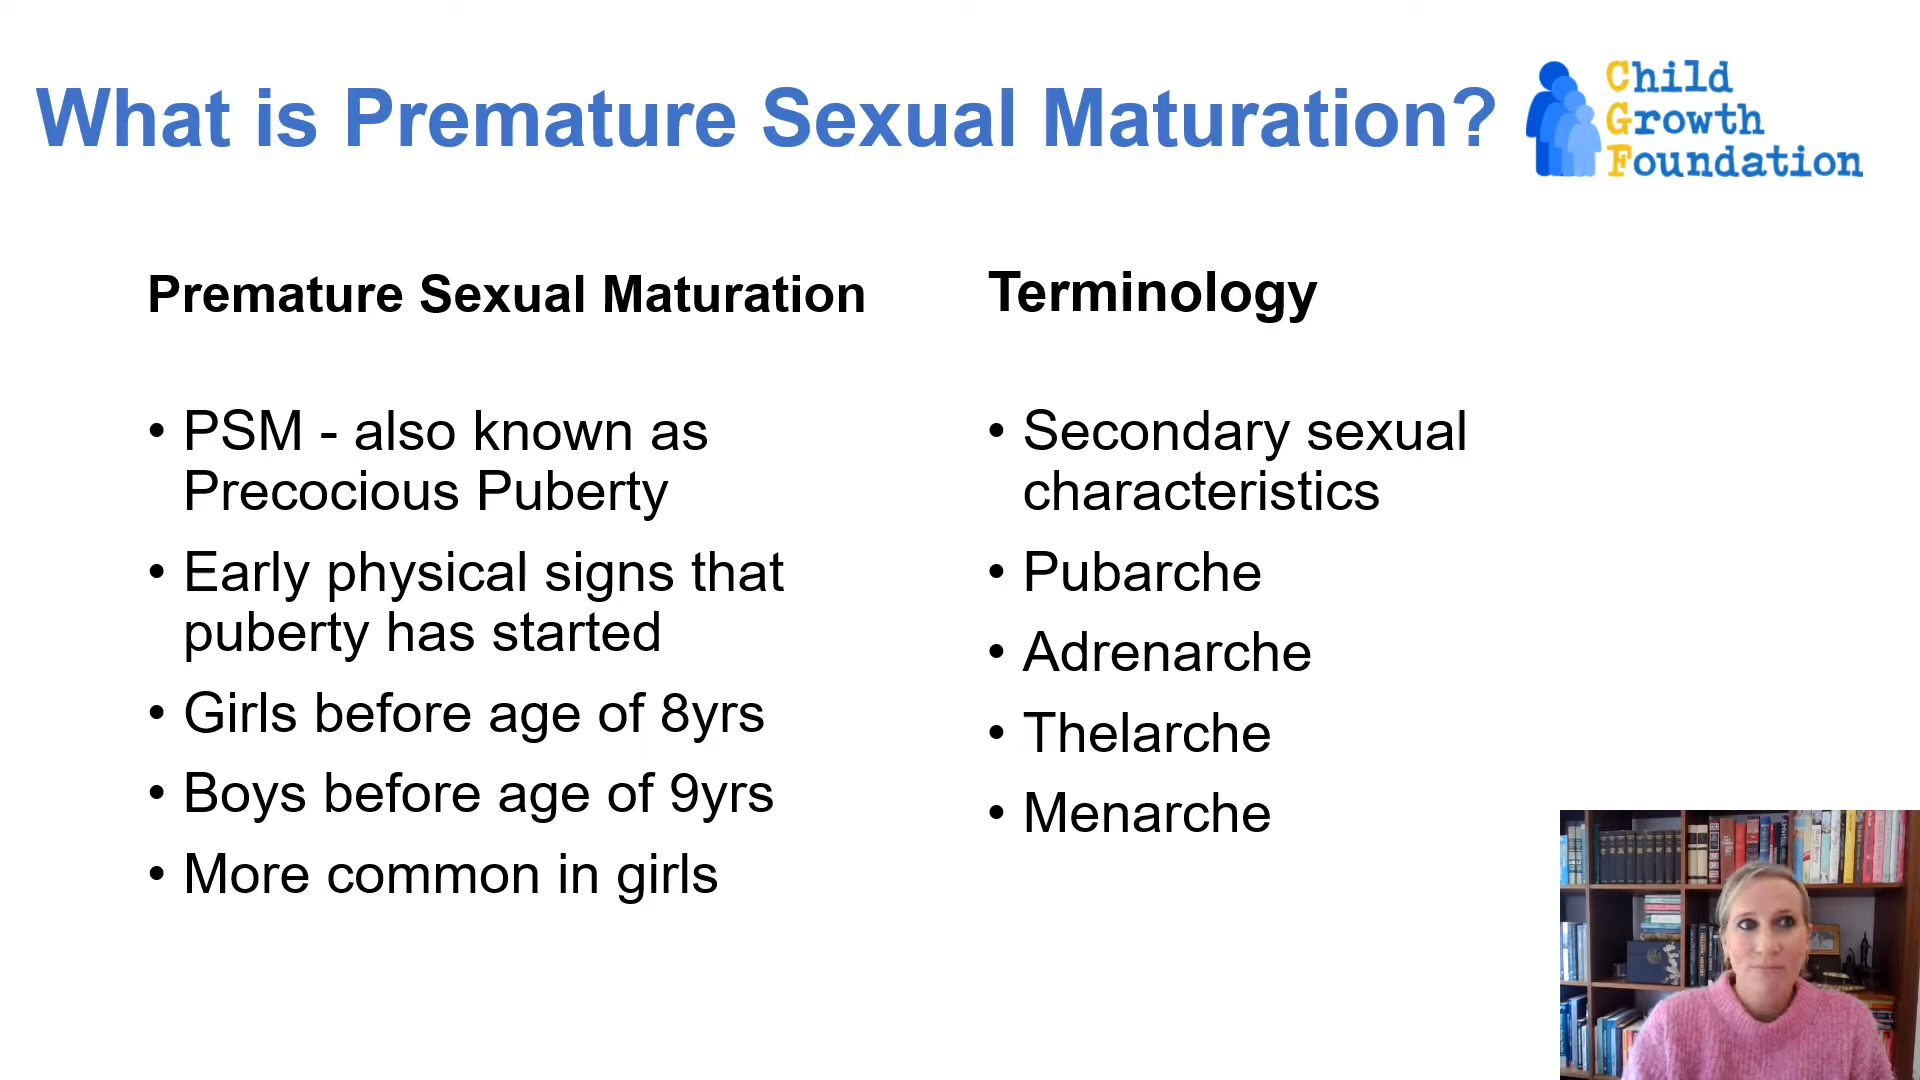 What is Premature Sexual Maturation?
Child
Growth
Foundation
Premature Sexual Maturation
• PSM - also known as
Precocious Puberty
• Early physical signs that
puberty has started
• Girls before age of 8yrs
• Boys before age of 9yrs
• More common in girls
Terminology
• Secondary sexual
characteristics
• Pubarche
• Adrenarche
• Thelarche
• Menarche